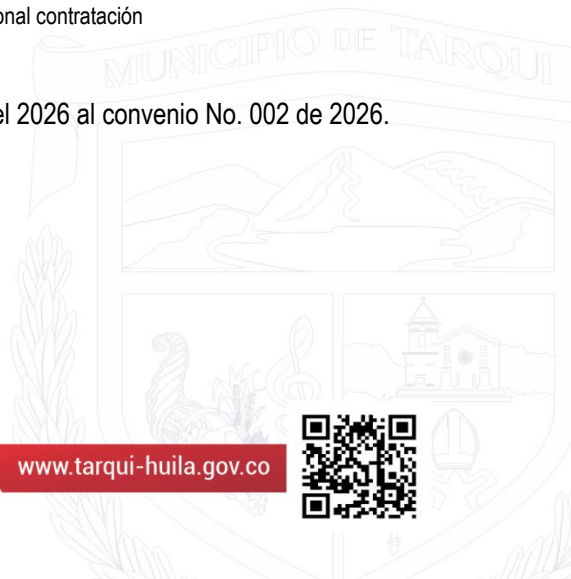 onal contratación
MUNICIPIO DE TARQUI
el 2026 al convenio No. 002 de 2026.
www.tarqui-huila.gov.co